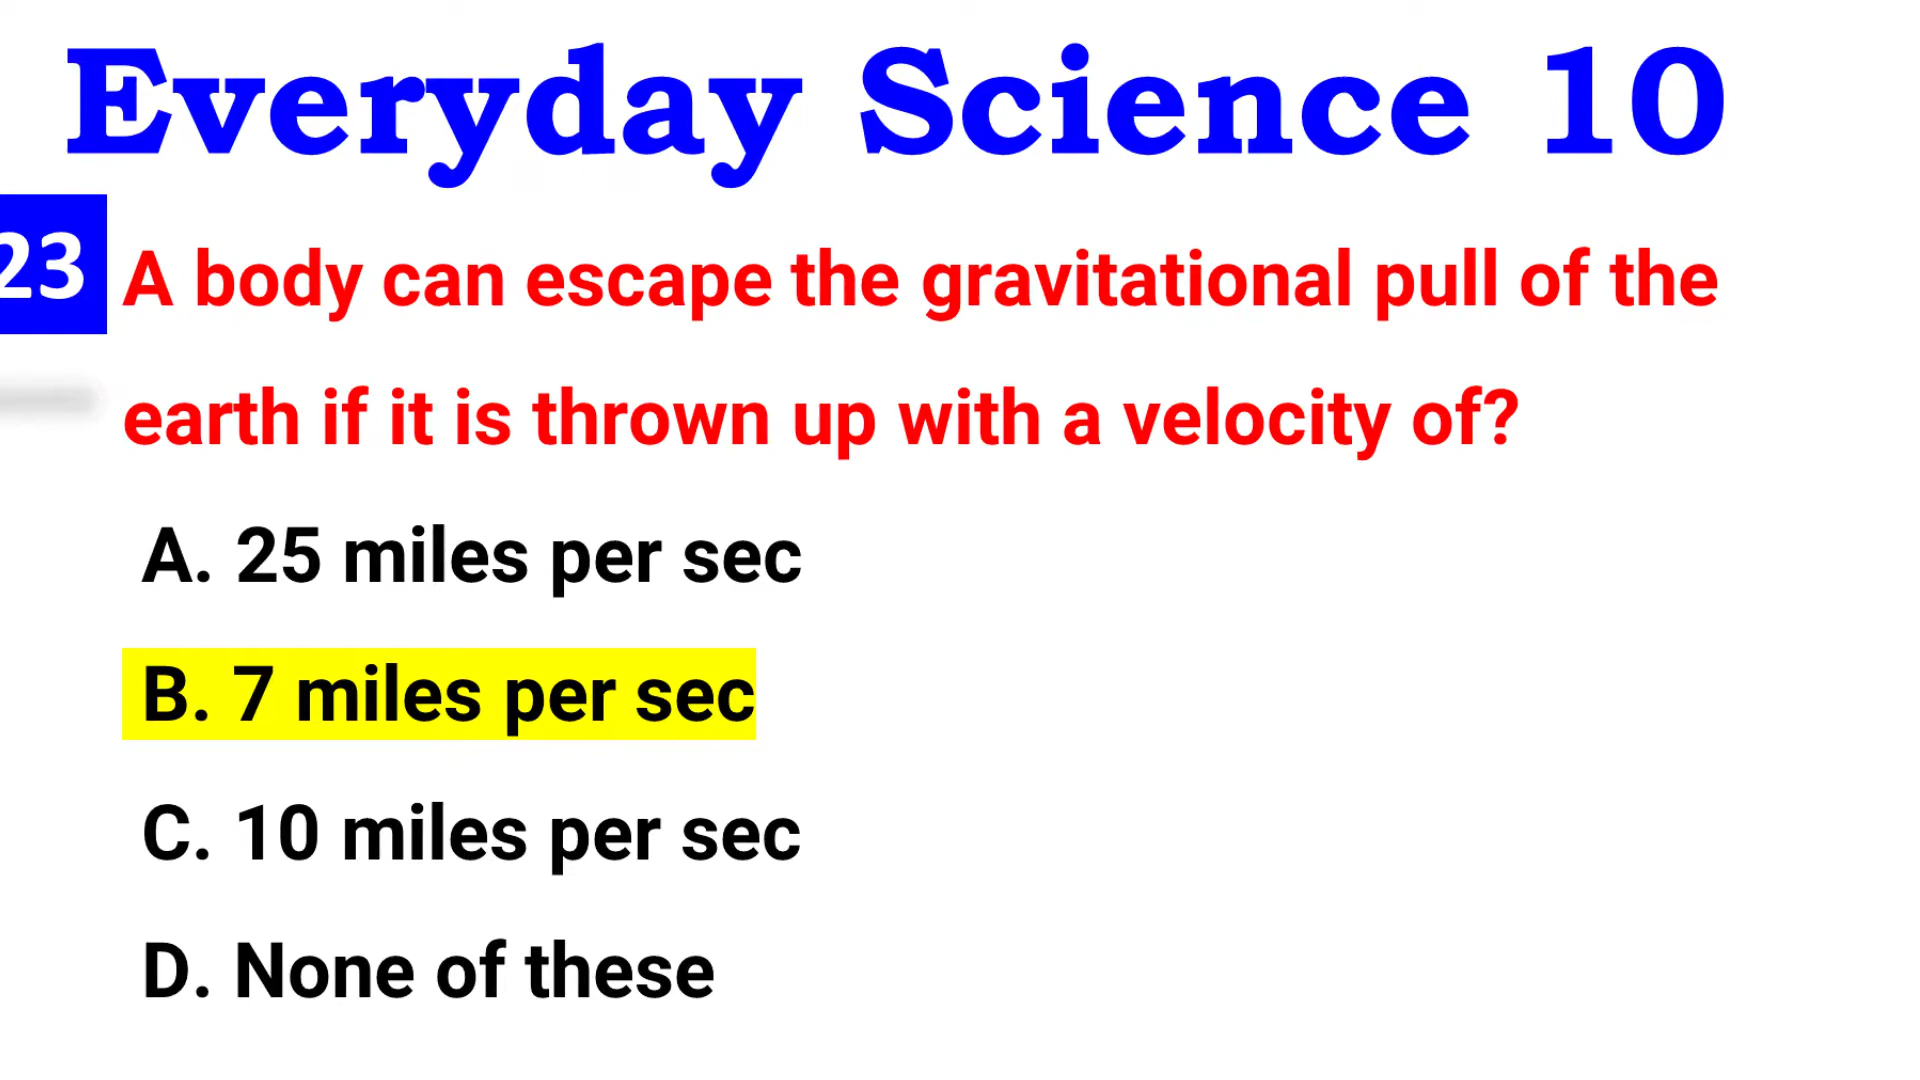 Everyday Science 10
23
A body can escape the gravitational pull of the
earth if it is thrown up with a velocity of?
A. 25 miles per sec
B. 7 miles per sec
C. 10 miles per sec
D. None of these